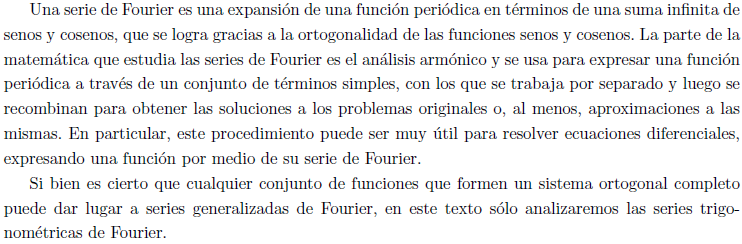 Una serie de Fourier es una expansión de una función periódica en términos de una suma infinita de
senos y cosenos, que se logra gracias a la ortogonalidad de las funciones senos y cosenos. La parte de la
matemática que estudia las series de Fourier es el análisis armónico y se usa para expresar una función
periódica a través de un conjunto de términos simples, con los que se trabaja por separado y luego se
recombinan para obtener las soluciones a los problemas originales o, al menos, aproximaciones a las
mismas. En particular, este procedimiento puede ser muy útil para resolver ecuaciones diferenciales,
expresando una función por medio de su serie de Fourier.
Si bien es cierto que cualquier conjunto de funciones que formen un sistema ortogonal completo
puede dar lugar a series generalizadas de Fourier, en este texto sólo analizaremos las series trigo-
nométricas de Fourier.